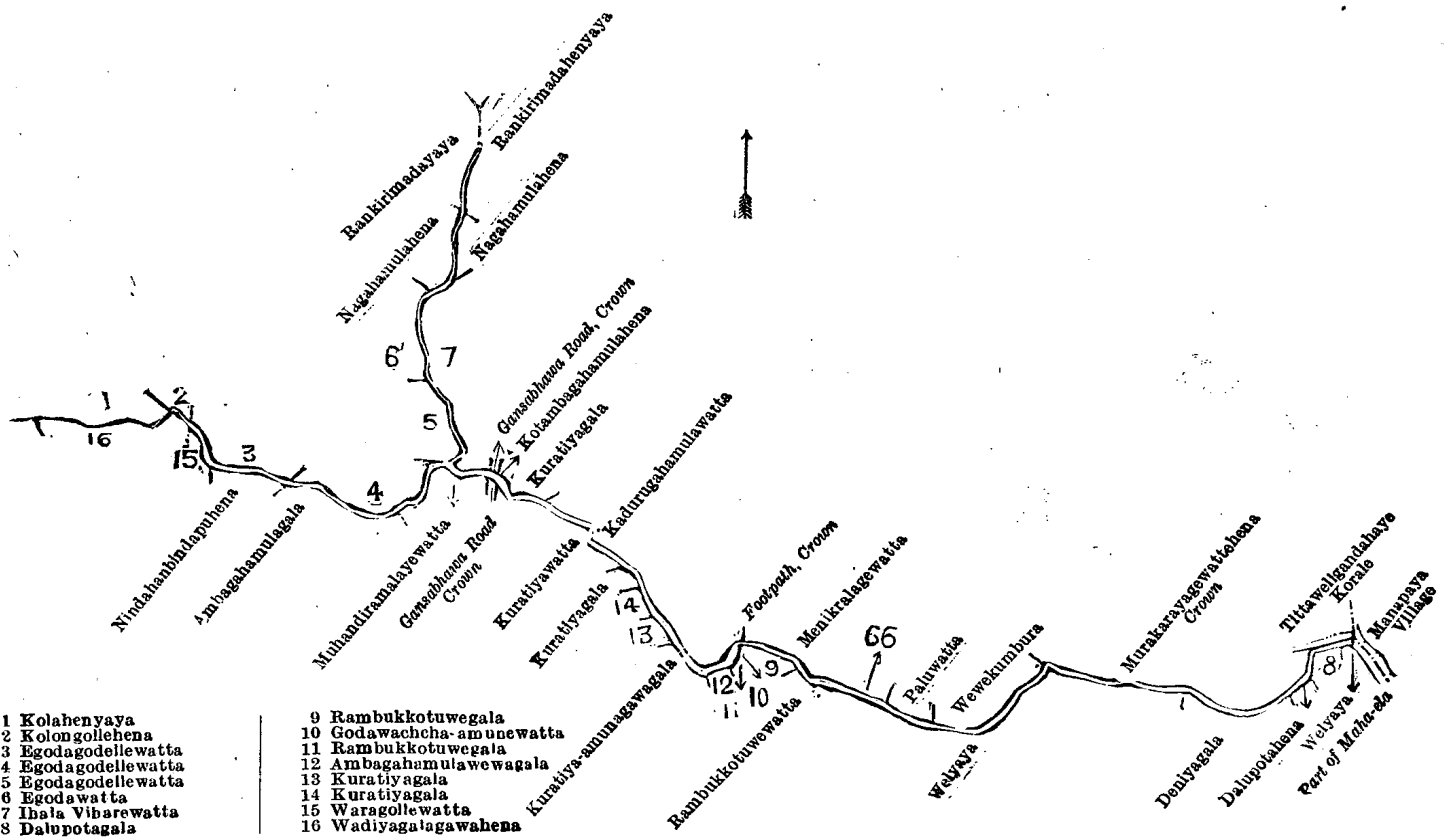 Rankirimadahenyaya
Rankirimadayaya
Nagahamulahena
Nagahamulahena
6
7
5
Gansabhawa Road, Crown
Kotambagahamulahena
Kuratiyagala
Kadurugahamulawatta
1
2
16
15
3
4
Nindahanbindapuhena
Ambagahamulagala
Muhandiramalayewatta
Gansabhawa Road
Crown
Kuratiyawatta
Kuratiyagala
14
13
Kuratiya-amunagawagala
12
11
10
9
Footpath, Crown
Menikralagewatta
Rambukkotuwewatta
66
Paluwatta
Wewekumbura
Welyaya
Murakarayagewattehena
Crown
Tittaweligandahaye
Korale
Manapaya
Village
8
Deniyagala
Dalupotahena
Welyaya
Part of Maha-ela
1 Kolahenyaya
2 Kolongollehena
3 Egodagodellewatta
4 Egodagodellewatta
5 Egodagodellewatta
6 Egodawatta
7 Ihala Viharewatta
8 Dalupotagala
9 Rambukkotuwegala
10 Godawachcha-amunewatta
11 Rambukkotuwegala
12 Ambagahamulawewagala
13 Kuratiyagala
14 Kuratiyagala
15 Waragollewatta
16 Wadiyagalagawahena